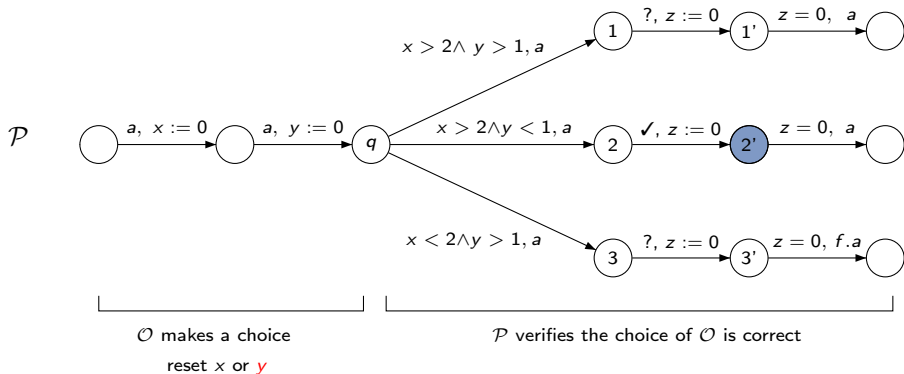 1
?, z := 0
1'
z = 0, a
x > 2∧ y > 1, a
𝒫
a, x := 0
a, y := 0
q
x > 2∧y < 1, a
2
✓, z := 0
2'
z = 0, a
x < 2∧y > 1, a
3
?, z := 0
3'
z = 0, f.a
𝒪 makes a choice
reset x or y
𝒫 verifies the choice of 𝒪 is correct